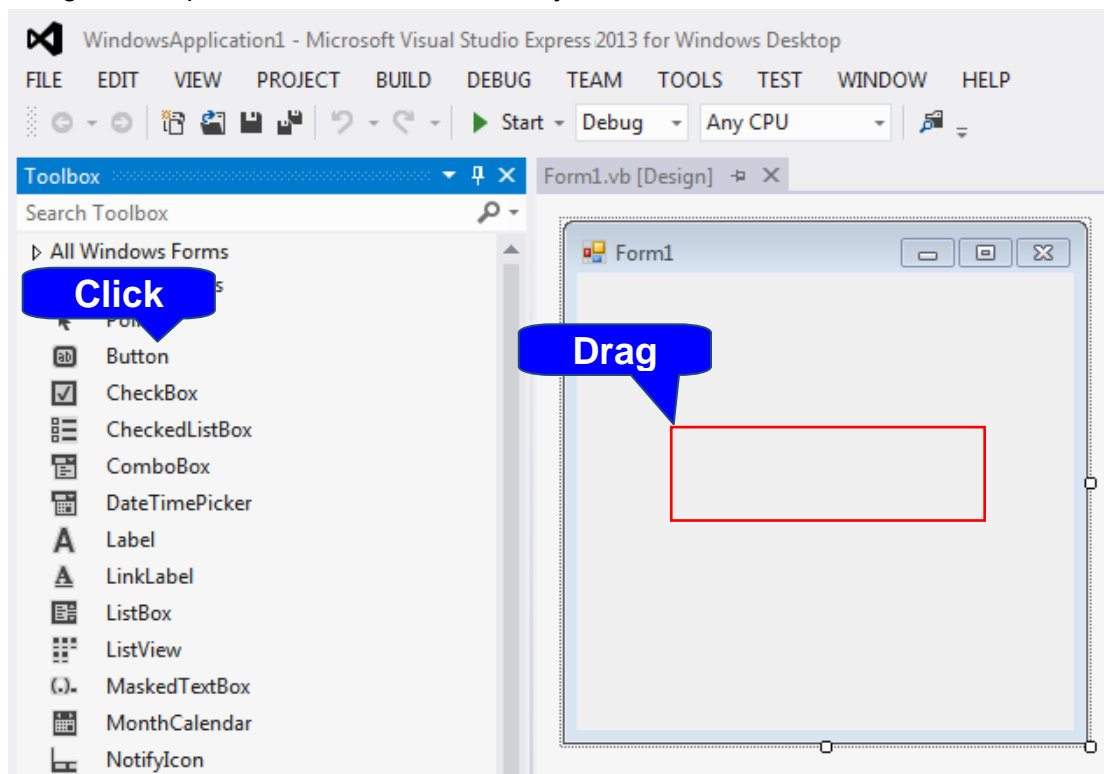 WindowsApplication1 - Microsoft Visual Studio Express 2013 for Windows Desktop
FILE EDIT VIEW PROJECT BUILD DEBUG TEAM TOOLS TEST WINDOW HELP
Start Debug Any CPU
Toolbox
Form1.vb [Design]
Search Toolbox
All Windows Forms
Form1
Click
Drag
Button
CheckBox
CheckedListBox
ComboBox
DateTimePicker
A Label
A LinkLabel
ListBox
ListView
(.). MaskedTextBox
MonthCalendar
NotifyIcon